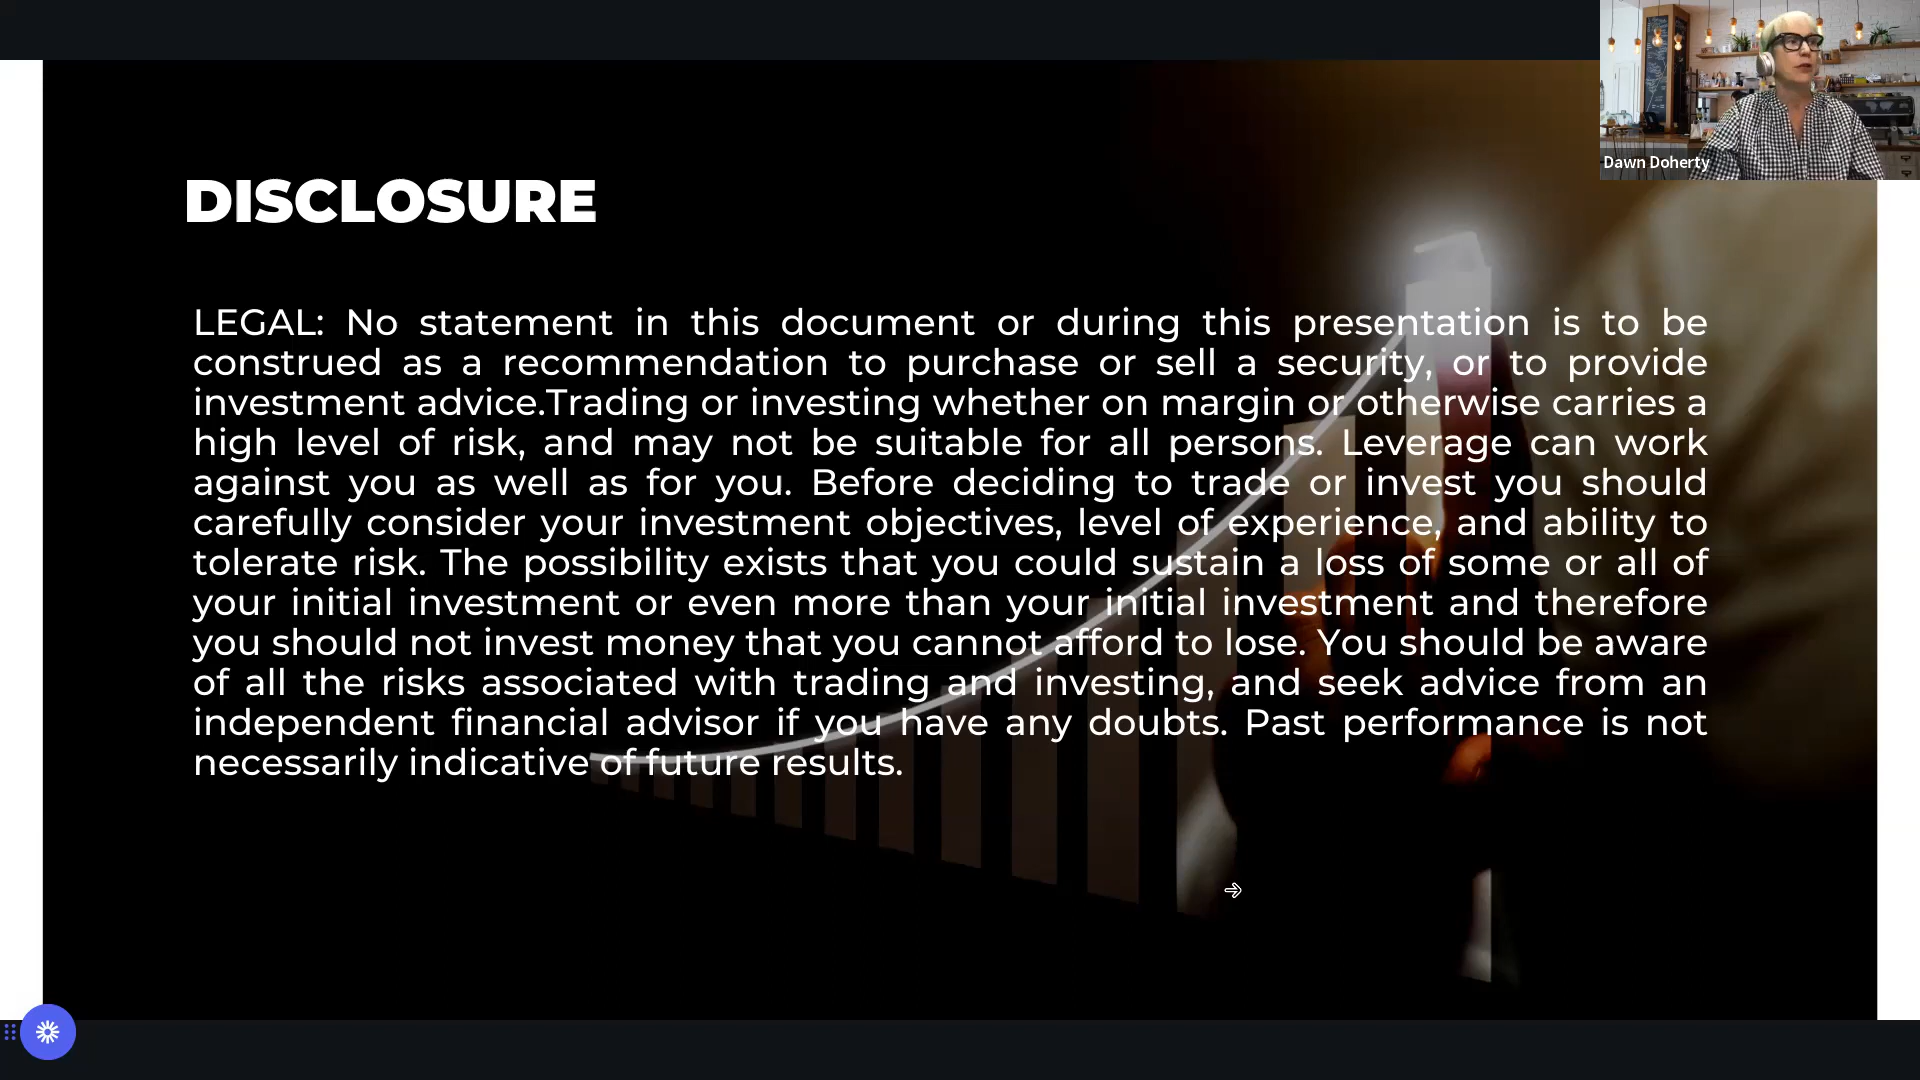 Dawn Doherty
DISCLOSURE
LEGAL: No statement in this document or during this presentation is to be
construed as a recommendation to purchase or sell a security, or to provide
investment advice.Trading or investing whether on margin or otherwise carries a
high level of risk, and may not be suitable for all persons. Leverage can work
against you as well as for you. Before deciding to trade or invest you should
carefully consider your investment objectives, level of experience, and ability to
tolerate risk. The possibility exists that you could sustain a loss of some or all of
your initial investment or even more than your initial investment and therefore
you should not invest money that you cannot afford to lose. You should be aware
of all the risks associated with trading and investing, and seek advice from an
independent financial advisor if you have any doubts. Past performance is not
necessarily indicative of future results.